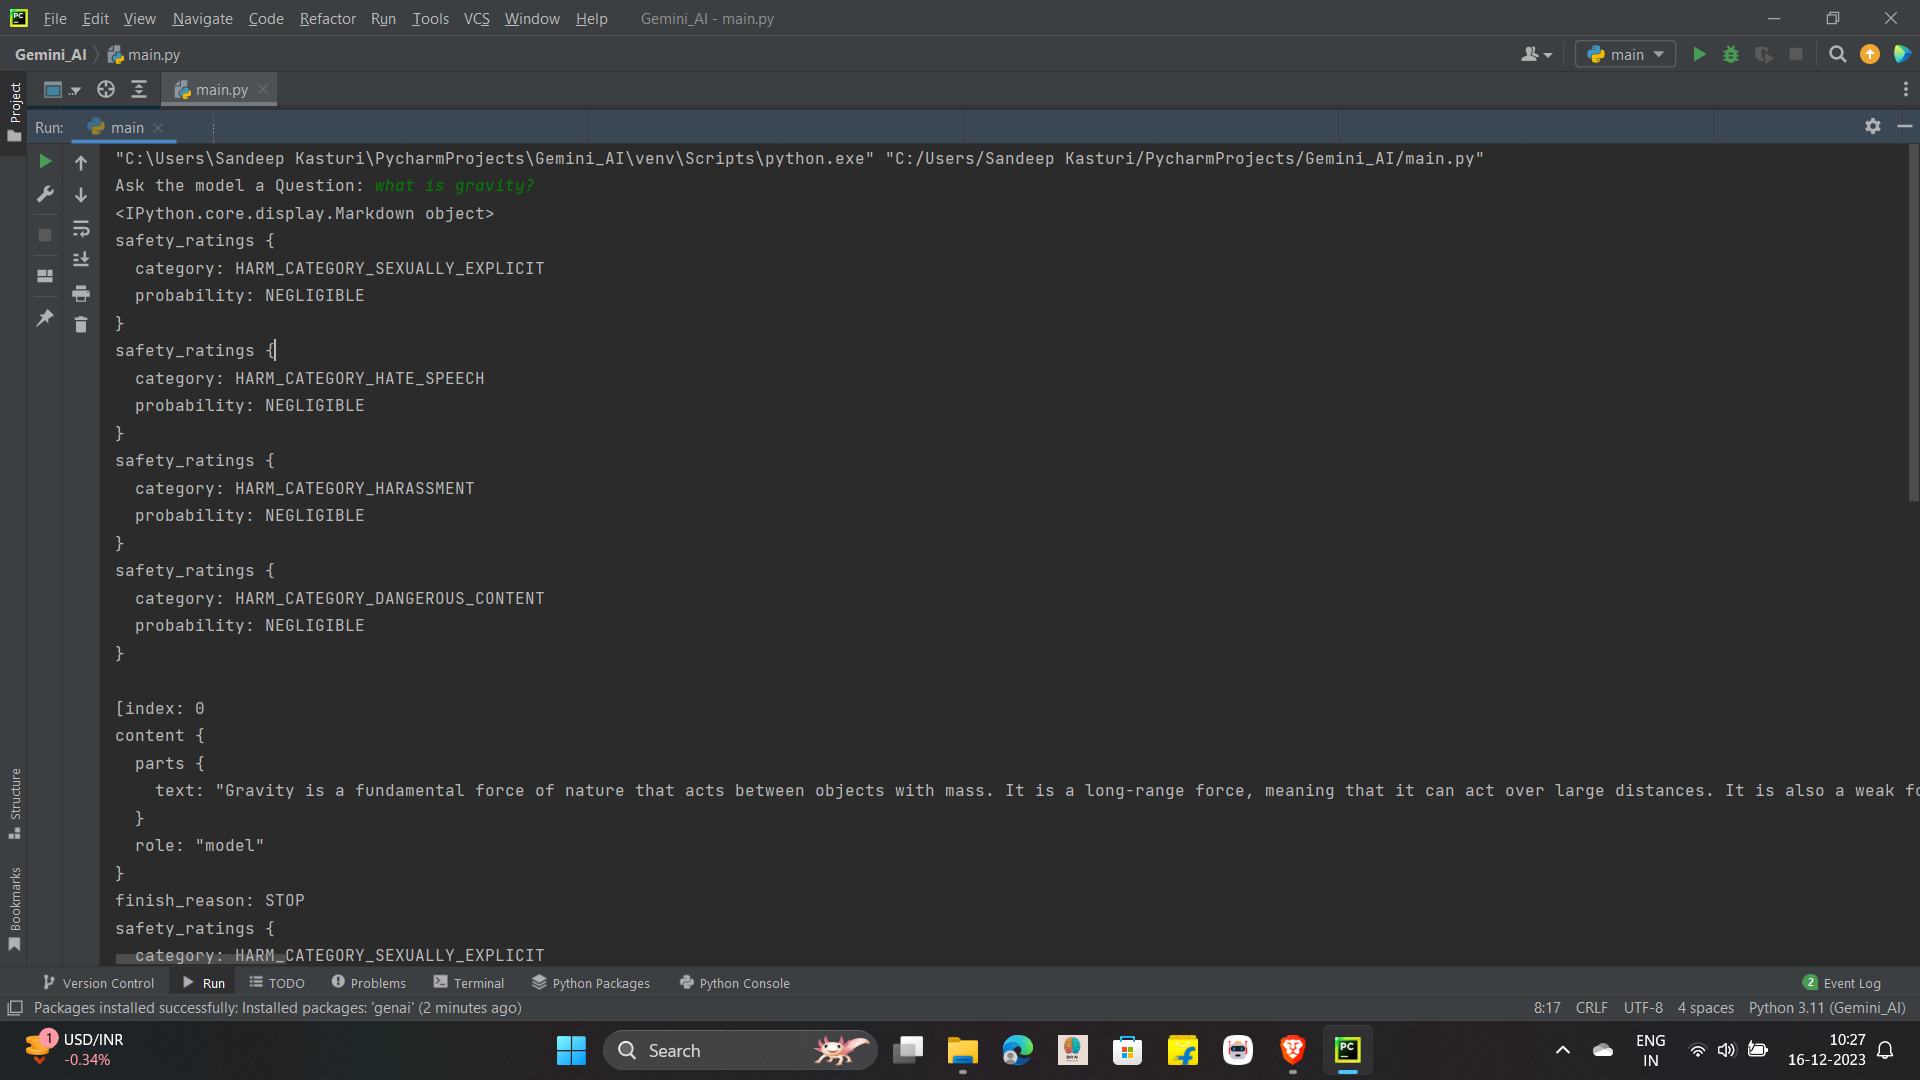 File Edit View Navigate Code Refactor Run Tools VCS Window Help Gemini_AI - main.py
Gemini_AI main.py main
Project main.py
Run: main
"C:\Users\Sandeep Kasturi\PycharmProjects\Gemini_AI\venv\Scripts\python.exe" "C:/Users/Sandeep Kasturi/PycharmProjects/Gemini_AI/main.py"
Ask the model a Question: what is gravity?
<IPython.core.display.Markdown object>
safety_ratings {
  category: HARM_CATEGORY_SEXUALLY_EXPLICIT
  probability: NEGLIGIBLE
}
safety_ratings {
  category: HARM_CATEGORY_HATE_SPEECH
  probability: NEGLIGIBLE
}
safety_ratings {
  category: HARM_CATEGORY_HARASSMENT
  probability: NEGLIGIBLE
}
safety_ratings {
  category: HARM_CATEGORY_DANGEROUS_CONTENT
  probability: NEGLIGIBLE
}
[index: 0
content {
  parts {
    text: "Gravity is a fundamental force of nature that acts between objects with mass. It is a long-range force, meaning that it can act over large distances. It is also a weak fo
  }
  role: "model"
}
finish_reason: STOP
safety_ratings {
  category: HARM_CATEGORY_SEXUALLY_EXPLICIT
Structure
Bookmarks
Version Control Run TODO Problems Terminal Python Packages Python Console 2 Event Log
Packages installed successfully: Installed packages: 'genai' (2 minutes ago) 8:17 CRLF UTF-8 4 spaces Python 3.11 (Gemini_AI)
1 USD/INR
-0.34%
Search
ENG
IN
10:27
16-12-2023